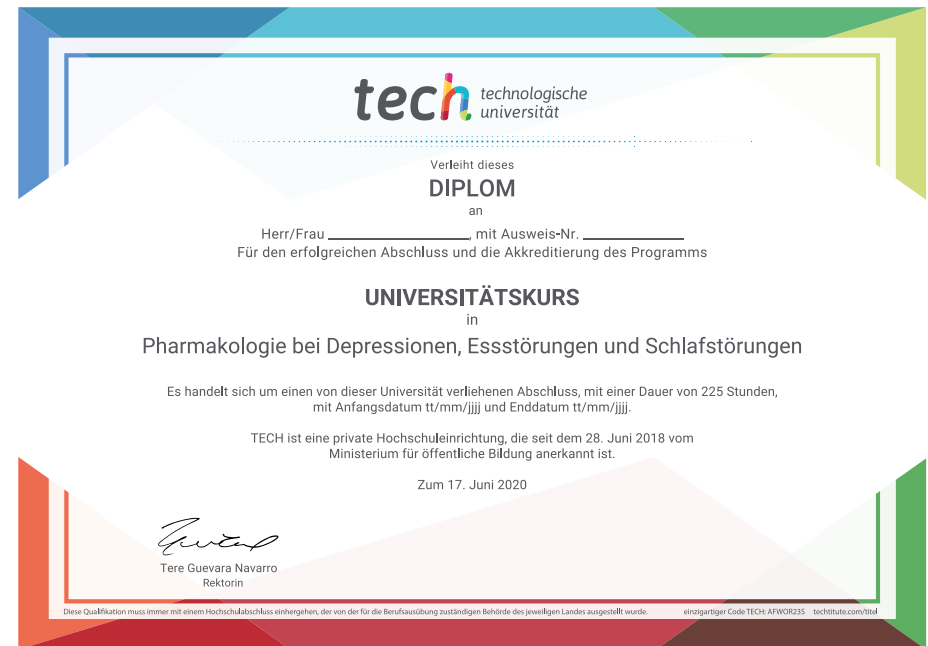 tech technologische
universität
Verleiht dieses
DIPLOM
an
Herr/Frau ____________________, mit Ausweis-Nr. ______________
Für den erfolgreichen Abschluss und die Akkreditierung des Programms
UNIVERSITÄTSKURS
in
Pharmakologie bei Depressionen, Essstörungen und Schlafstörungen
Es handelt sich um einen von dieser Universität verliehenen Abschluss, mit einer Dauer von 225 Stunden,
mit Anfangsdatum tt/mm/jjjj und Enddatum tt/mm/jjjj.
TECH ist eine private Hochschuleinrichtung, die seit dem 28. Juni 2018 vom
Ministerium für öffentliche Bildung anerkannt ist.
Zum 17. Juni 2020
Tere Guevara Navarro
Rektorin
Diese Qualifikation muss immer mit einem Hochschulabschluss einhergehen, der von der für die Berufsausübung zuständigen Behörde des jeweiligen Landes ausgestellt wurde. einzigartiger Code TECH: AFWOR23S techtitute.com/titel